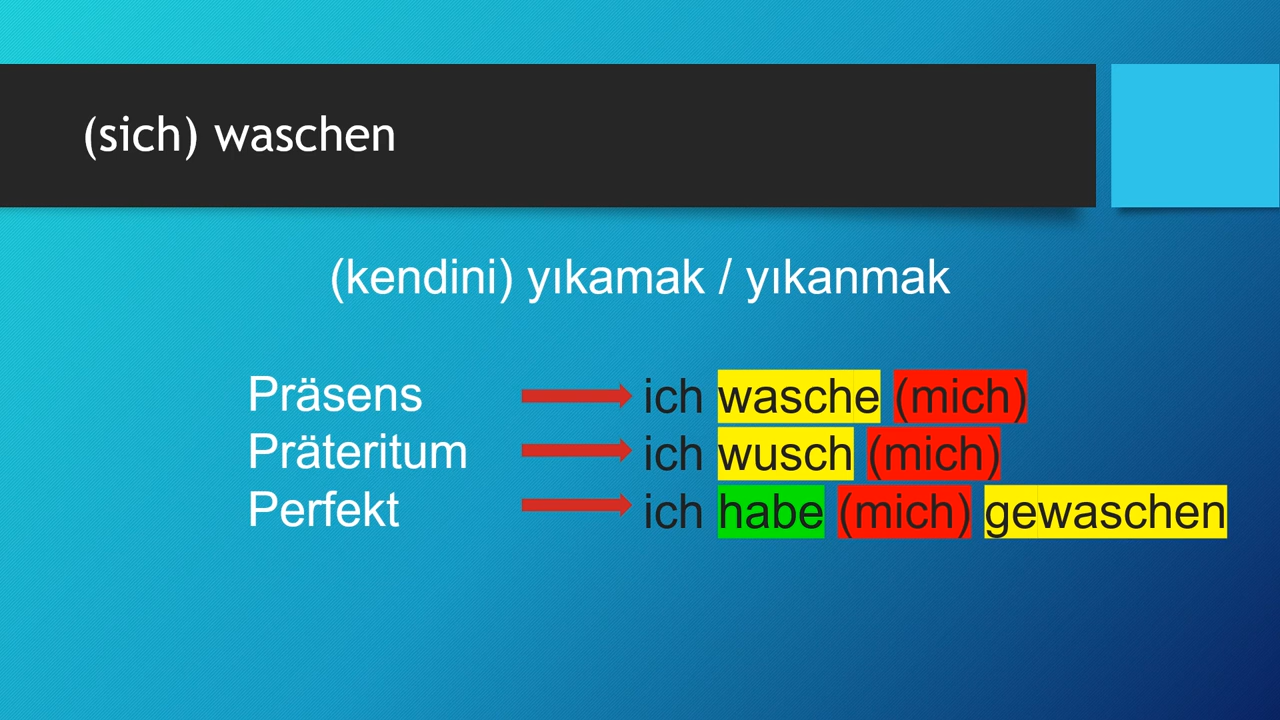 (sich) waschen
(kendini) yıkamak / yıkanmak
Präsens ich wasche (mich)
Präteritum ich wusch (mich)
Perfekt ich habe (mich) gewaschen